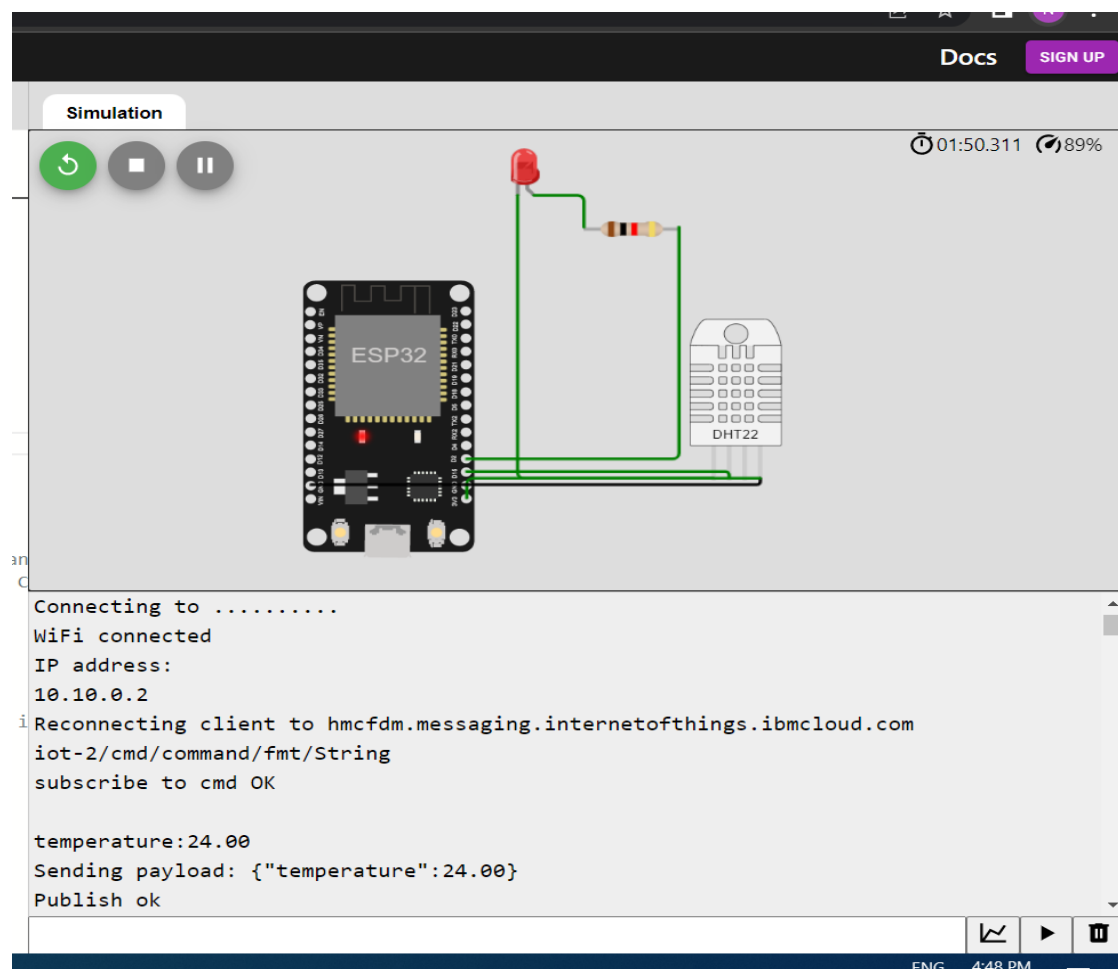 Docs SIGN UP
Simulation
01:50.311 89%
ESP32
DHT22
Connecting to ..........
WiFi connected
IP address:
10.10.0.2
Reconnecting client to hmcfdm.messaging.internetofthings.ibmcloud.com
iot-2/cmd/command/fmt/String
subscribe to cmd OK
temperature:24.00
Sending payload: {"temperature":24.00}
Publish ok
ENG 4:48 PM